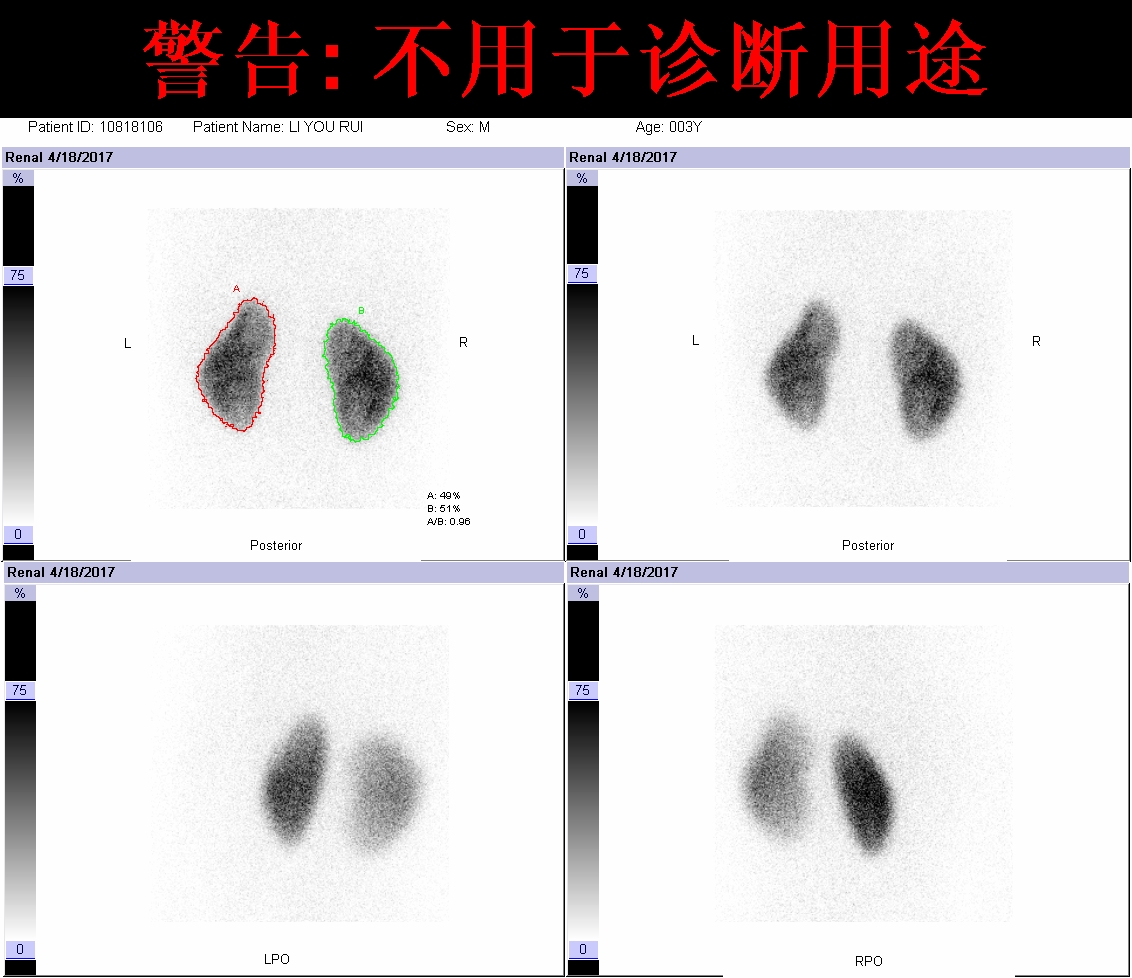 警告: 不用于诊断用途
Patient ID: 10818106 Patient Name: LI YOU RUI Sex: M Age: 003Y
Renal 4/18/2017
%
75
0
A
B
L
R
A: 49%
B: 51%
A/B: 0.96
Posterior
Renal 4/18/2017
%
75
0
L
R
Posterior
Renal 4/18/2017
%
75
0
LPO
Renal 4/18/2017
%
75
0
RPO